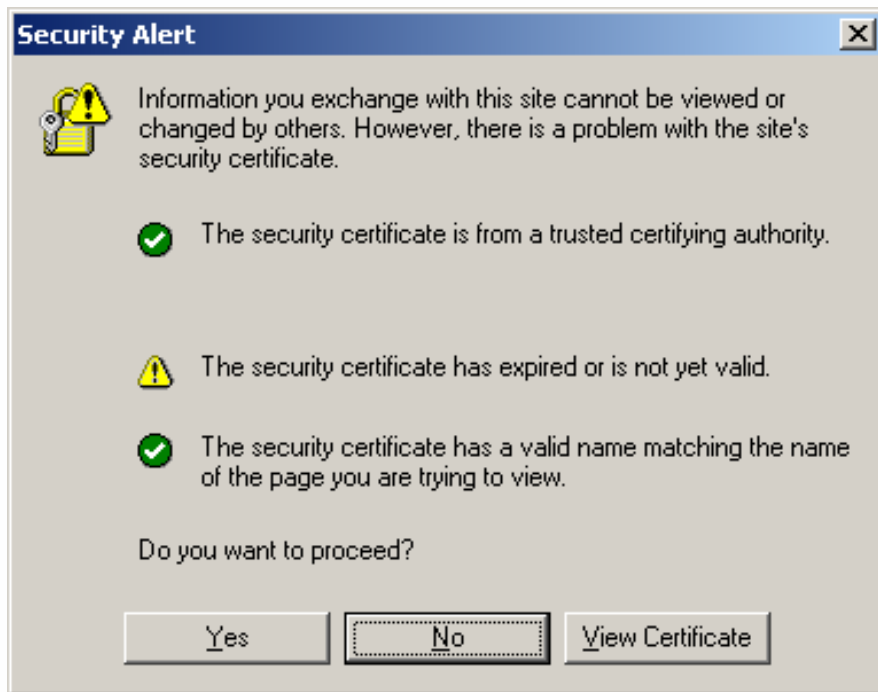 Security Alert
Information you exchange with this site cannot be viewed or
changed by others. However, there is a problem with the site's
security certificate.
The security certificate is from a trusted certifying authority.
The security certificate has expired or is not yet valid.
The security certificate has a valid name matching the name
of the page you are trying to view.
Do you want to proceed?
Yes No View Certificate